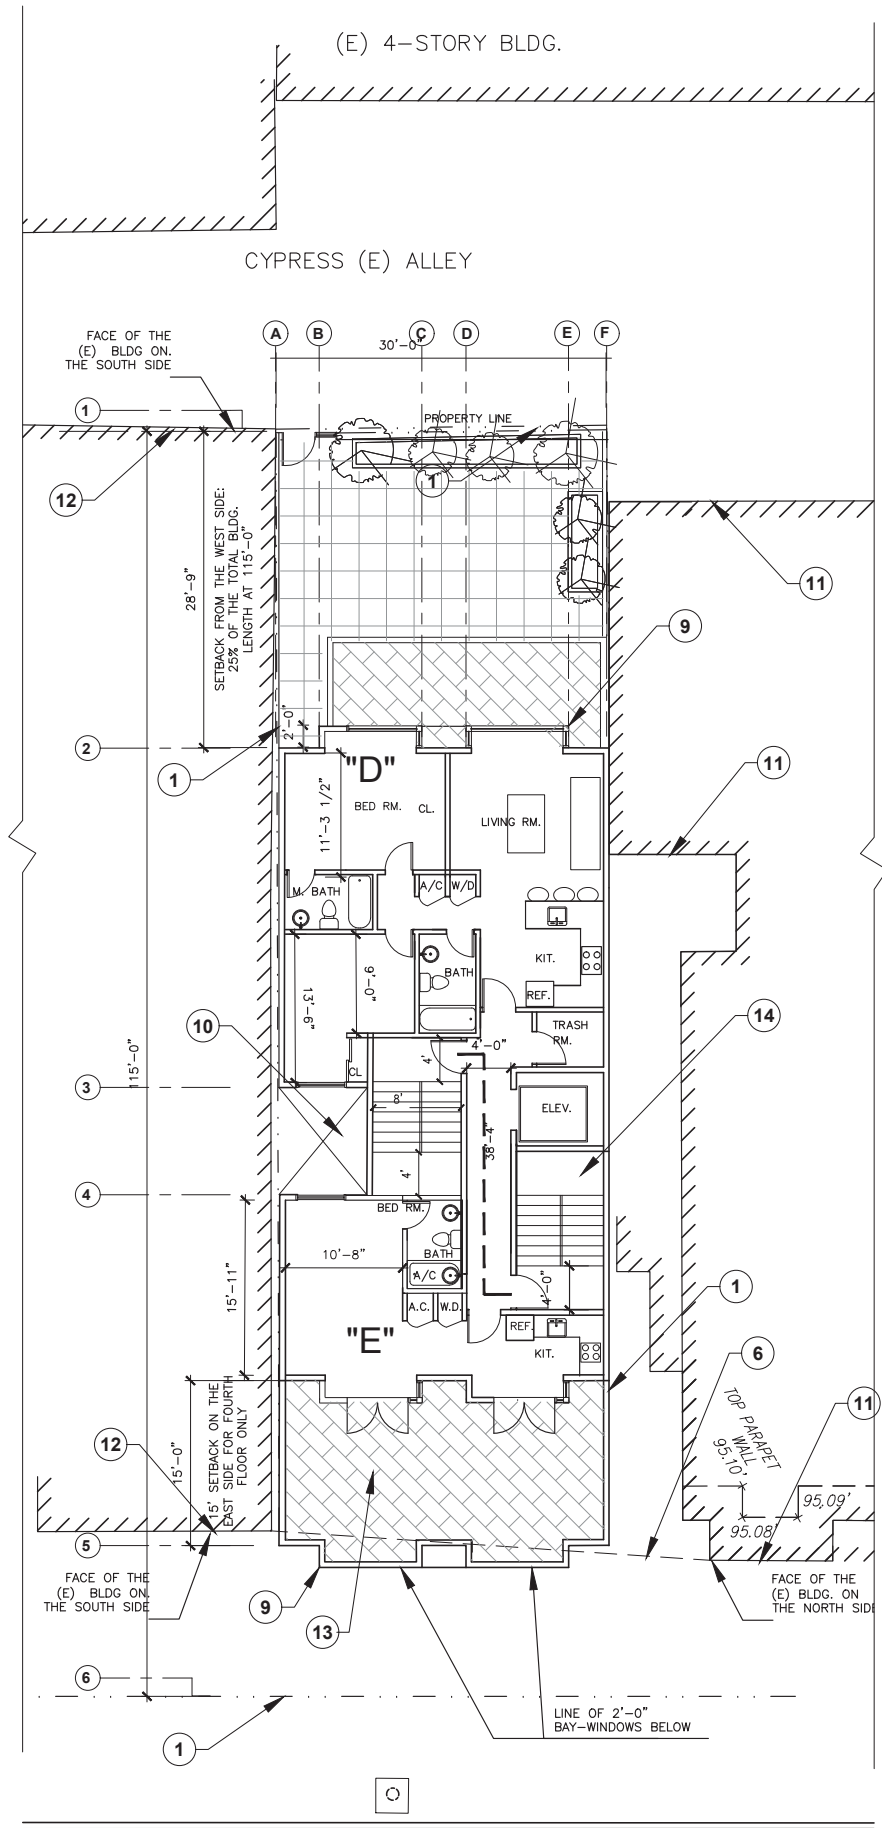 (E) 4-STORY BLDG.
CYPRESS (E) ALLEY
FACE OF THE
(E) BLDG ON.
THE SOUTH SIDE
A
B
C
D
E
F
30'-0"
1
PROPERTY LINE
1
12
SETBACK FROM THE WEST SIDE:
25% OF THE TOTAL BLDG.
LENGTH AT 115'-0"
28'-9"
11
9
2'-0"
2
1
"D"
11
BED RM.
CL.
11'-3 1/2"
LIVING RM.
M. BATH
A/C
W/D
BATH
KIT.
REF.
9'-0"
13'-6"
10
14
TRASH
RM.
4'-0"
4'
CL
115'-0"
3
8'
ELEV.
38'-4"
4'
4
BED RM.
BATH
10'-8"
A/C
15'-11"
4'-0"
1
A.C.
W.D.
REF.
"E"
KIT.
6
TOP PARAPET
WALL
95.10'
11
15' SETBACK ON THE
EAST SIDE FOR FOURTH
FLOOR ONLY
15'-0"
12
13
95.09'
95.08'
6
5
FACE OF THE
(E) BLDG ON.
THE SOUTH SIDE
9
FACE OF THE
(E) BLDG. ON
THE NORTH SIDE
6
LINE OF 2'-0"
BAY-WINDOWS BELOW
1